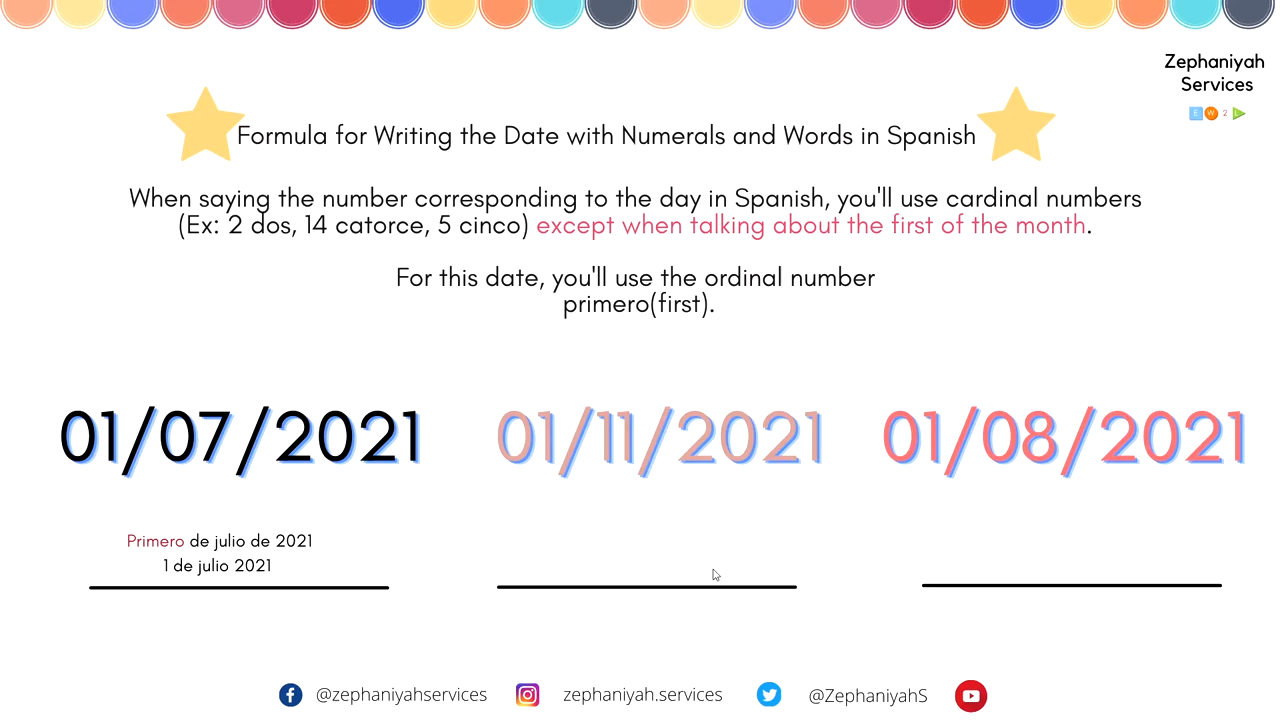 Zephaniyah
Services
E W 2 L
Formula for Writing the Date with Numerals and Words in Spanish
When saying the number corresponding to the day in Spanish, you'll use cardinal numbers
(Ex: 2 dos, 14 catorce, 5 cinco) except when talking about the first of the month.
For this date, you'll use the ordinal number
primero(first).
01/07/2021 01/11/2021 01/08/2021
Primero de julio de 2021
1 de julio 2021
@zephaniyahservices zephaniyah.services @ZephaniyahS